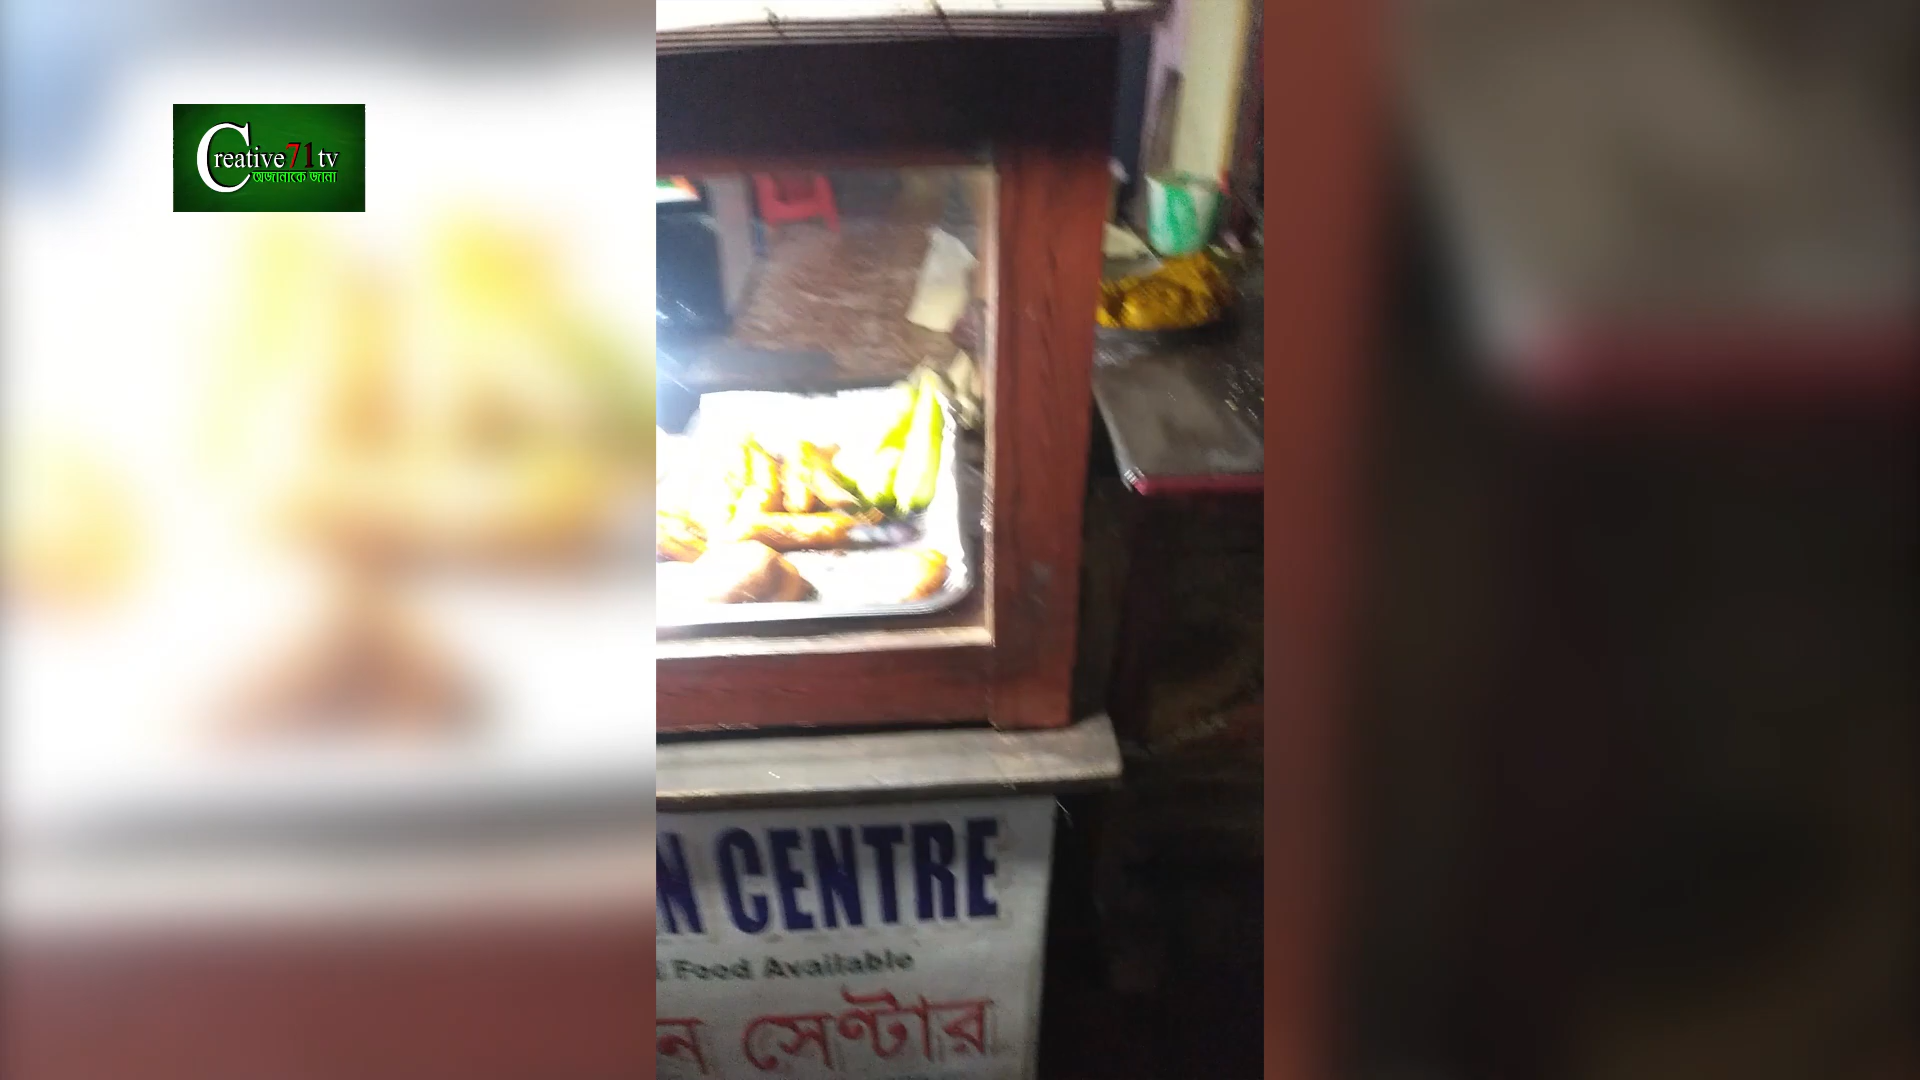 Creative71tv
অজানাকে জানা
N CENTRE
Food Available
ন সেণ্টার